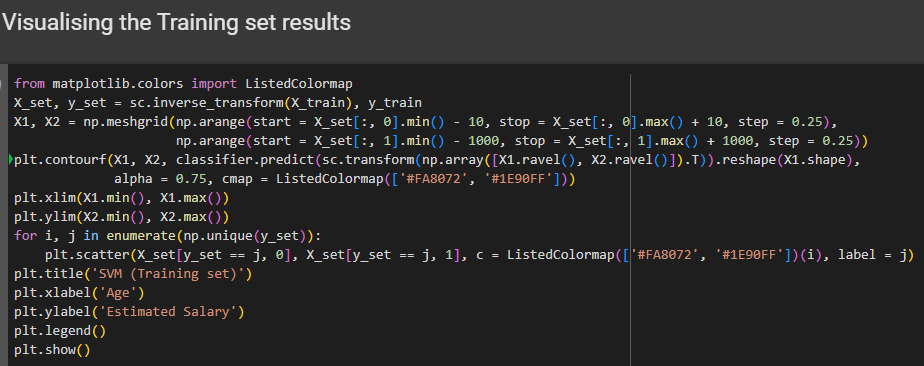 Visualising the Training set results
from matplotlib.colors import ListedColormap
X_set, y_set = sc.inverse_transform(X_train), y_train
X1, X2 = np.meshgrid(np.arange(start = X_set[:, 0].min() - 10, stop = X_set[:, 0].max() + 10, step = 0.25),
                     np.arange(start = X_set[:, 1].min() - 1000, stop = X_set[:, 1].max() + 1000, step = 0.25))
plt.contourf(X1, X2, classifier.predict(sc.transform(np.array([X1.ravel(), X2.ravel()]).T)).reshape(X1.shape),
             alpha = 0.75, cmap = ListedColormap(['#FA8072', '#1E90FF']))
plt.xlim(X1.min(), X1.max())
plt.ylim(X2.min(), X2.max())
for i, j in enumerate(np.unique(y_set)):
    plt.scatter(X_set[y_set == j, 0], X_set[y_set == j, 1], c = ListedColormap(['#FA8072', '#1E90FF'])(i), label = j)
plt.title('SVM (Training set)')
plt.xlabel('Age')
plt.ylabel('Estimated Salary')
plt.legend()
plt.show()